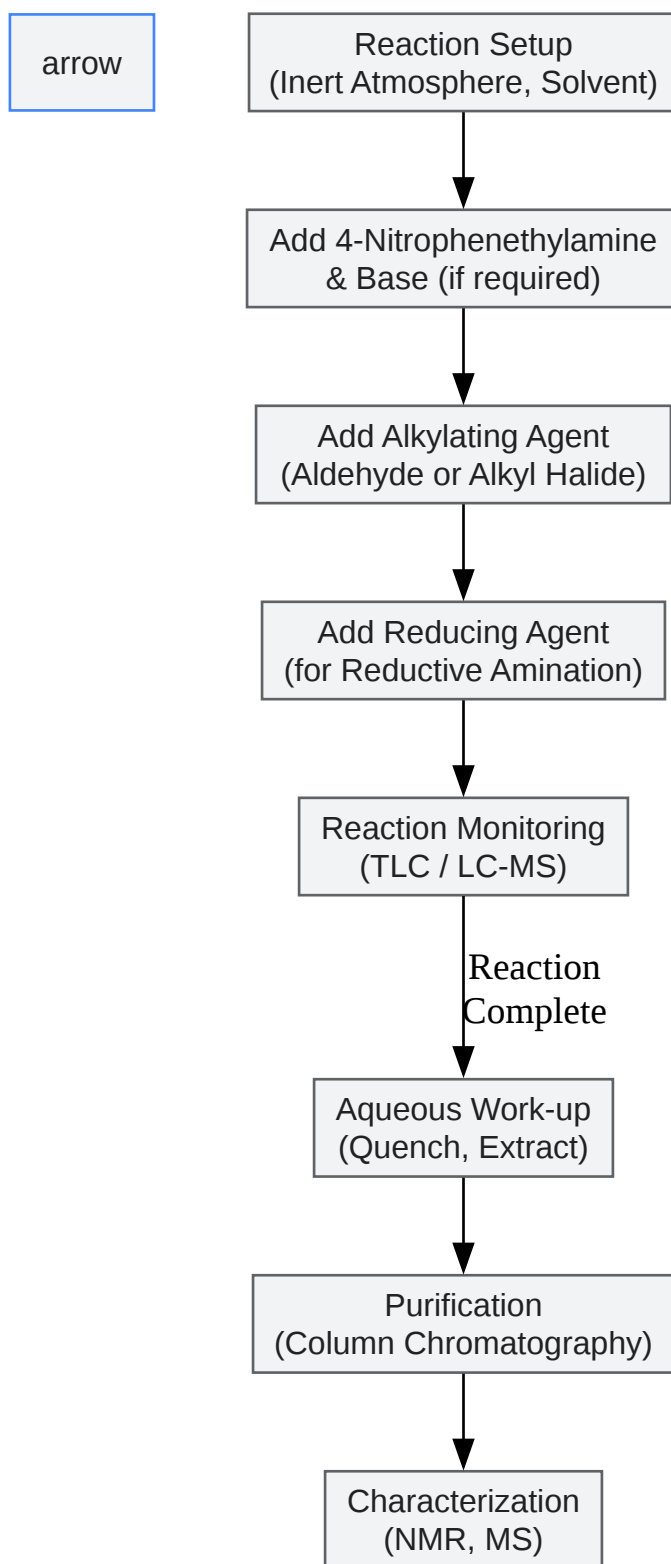 arrow
Reaction Setup
(Inert Atmosphere, Solvent)
Add 4-Nitrophenethylamine
& Base (if required)
Add Alkylating Agent
(Aldehyde or Alkyl Halide)
Add Reducing Agent
(for Reductive Amination)
Reaction Monitoring
(TLC / LC-MS)
Reaction
Complete
Aqueous Work-up
(Quench, Extract)
Purification
(Column Chromatography)
Characterization
(NMR, MS)